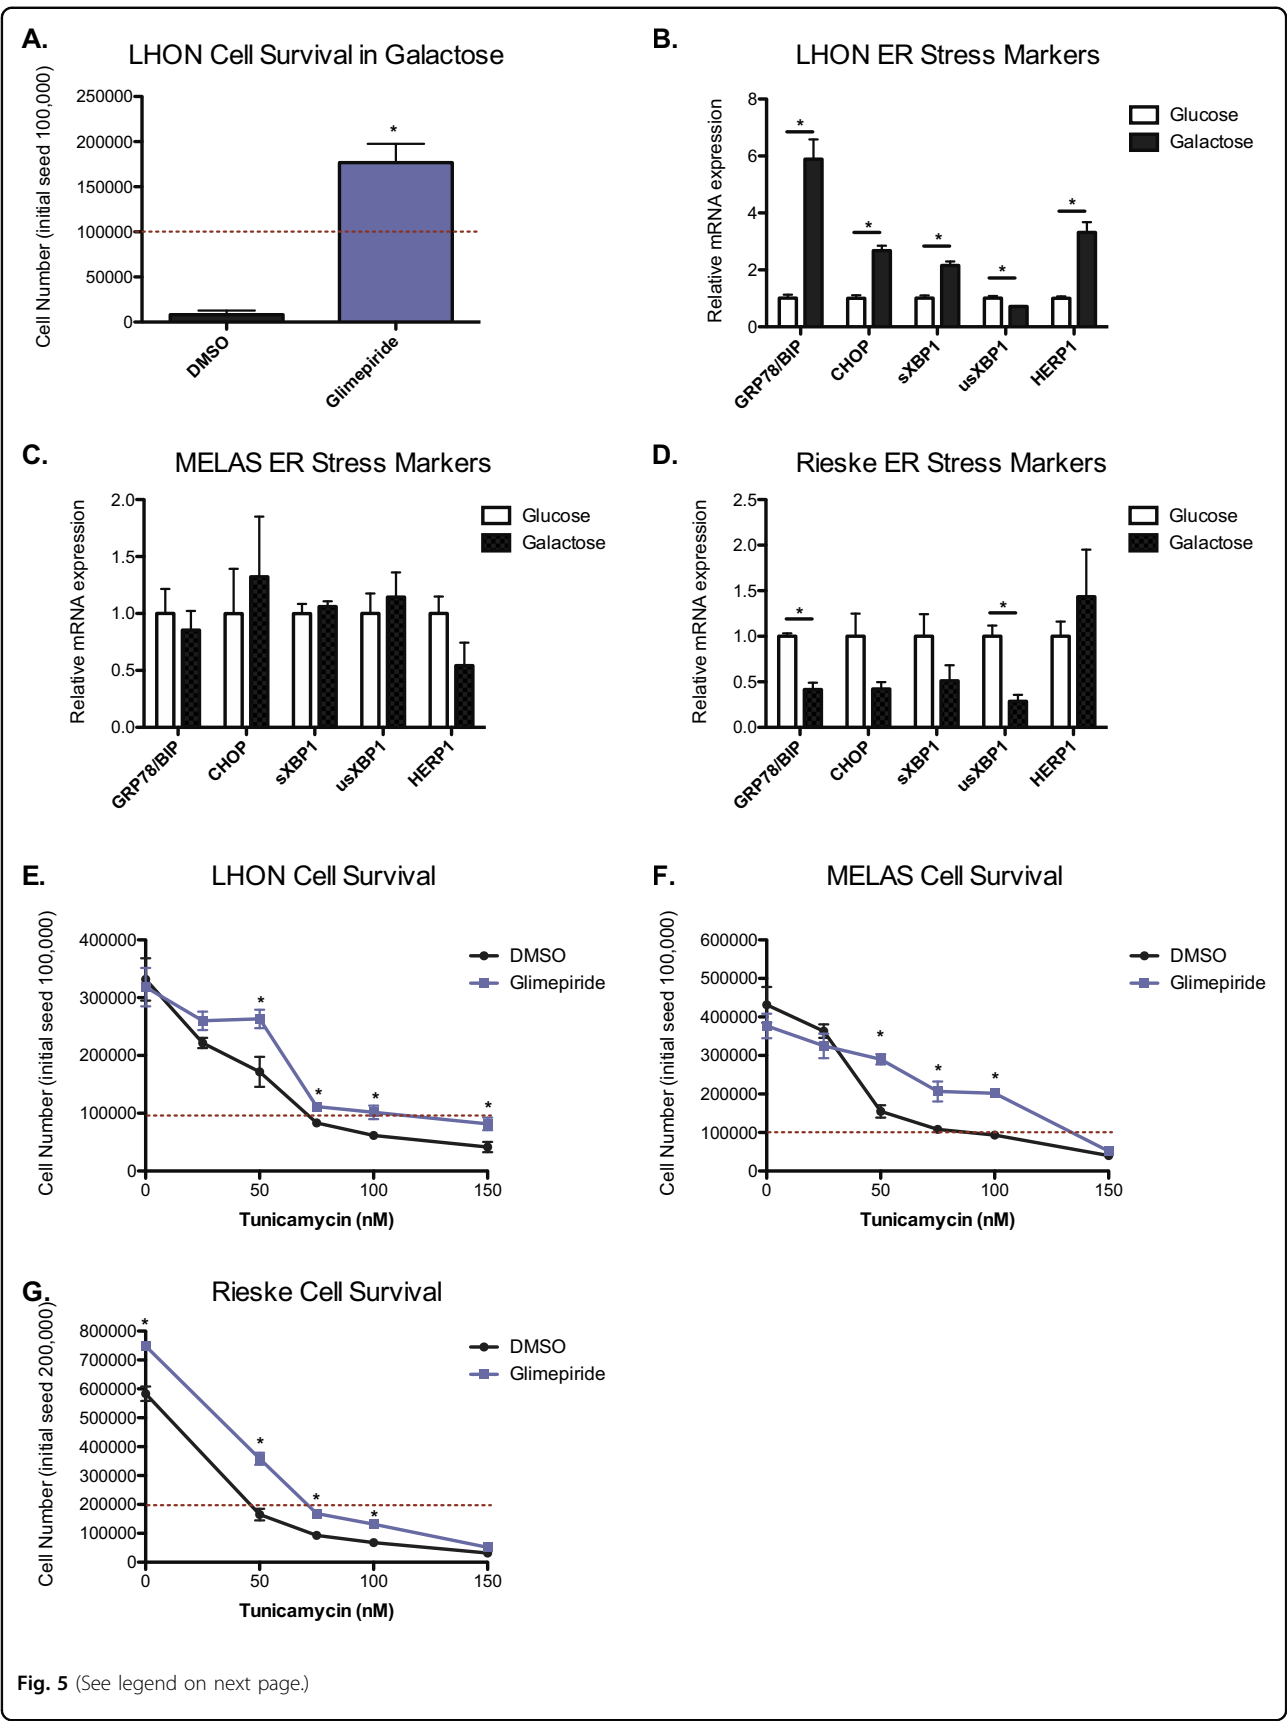 A.
LHON Cell Survival in Galactose
Cell Number (initial seed 100,000)
250000
200000
150000
100000
50000
0
*
DMSO
Glimepiride
B.
LHON ER Stress Markers
Relative mRNA expression
8
6
4
2
0
*
*
*
*
*
GRP78/BIP
CHOP
sXBP1
usXBP1
HERP1
Glucose
Galactose
C.
MELAS ER Stress Markers
Relative mRNA expression
2.0
1.5
1.0
0.5
0.0
GRP78/BIP
CHOP
sXBP1
usXBP1
HERP1
Glucose
Galactose
D.
Rieske ER Stress Markers
Relative mRNA expression
2.5
2.0
1.5
1.0
0.5
0.0
*
*
GRP78/BIP
CHOP
sXBP1
usXBP1
HERP1
Glucose
Galactose
E.
LHON Cell Survival
Cell Number (initial seed 100,000)
400000
300000
200000
100000
0
*
*
*
*
0 50 100 150
Tunicamycin (nM)
DMSO
Glimepiride
F.
MELAS Cell Survival
Cell Number (initial seed 100,000)
600000
500000
400000
300000
200000
100000
0
*
*
*
0 50 100 150
Tunicamycin (nM)
DMSO
Glimepiride
G.
Rieske Cell Survival
Cell Number (initial seed 200,000)
800000
700000
600000
500000
400000
300000
200000
100000
0
*
*
*
*
0 50 100 150
Tunicamycin (nM)
DMSO
Glimepiride
Fig. 5 (See legend on next page.)